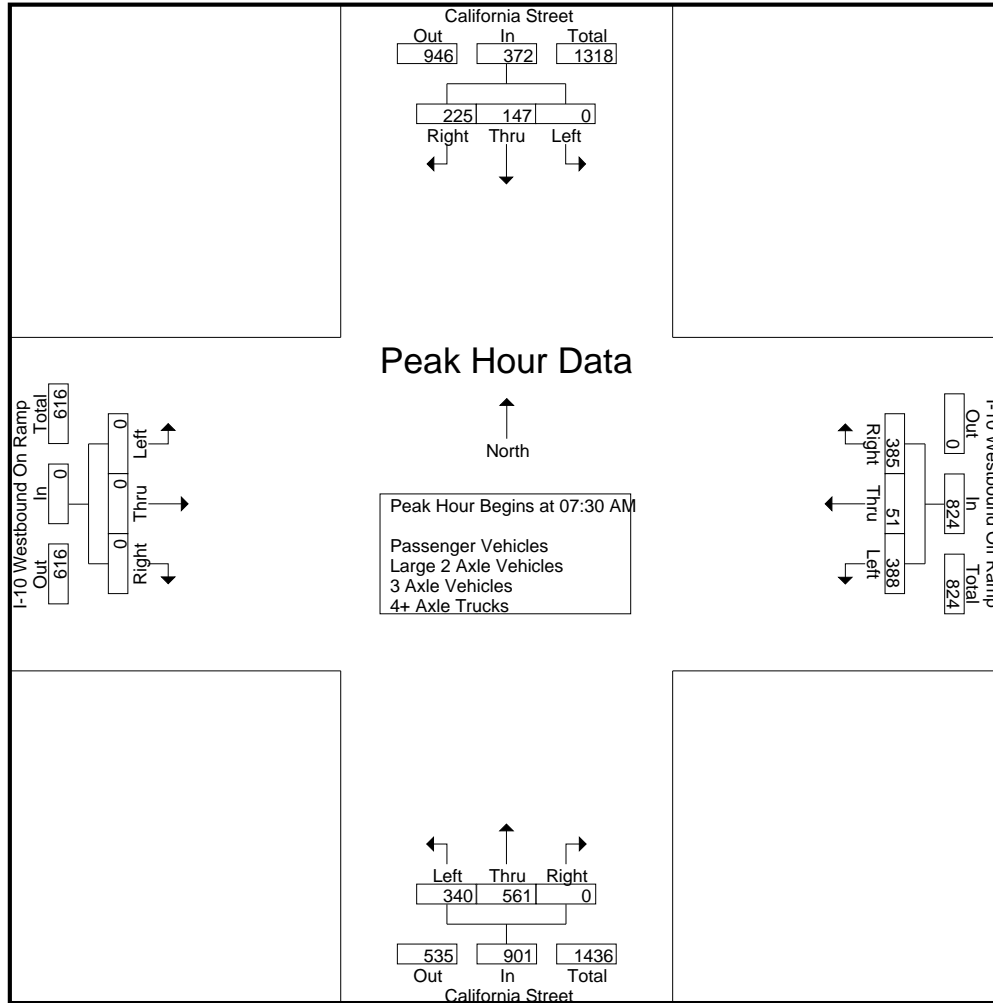 California Street
Out In Total
946 372 1318
225 147 0
Right Thru Left
Peak Hour Data
North
Peak Hour Begins at 07:30 AM
Passenger Vehicles
Large 2 Axle Vehicles
3 Axle Vehicles
4+ Axle Trucks
I-10 Westbound On Ramp
Total In Out
616 0 616
0 0 0
Left Thru Right
Right Thru Left
385 51 388
0 824 824
Out In Total
I-10 Westbound Off Ramp
Left Thru Right
340 561 0
535 901 1436
Out In Total
California Street